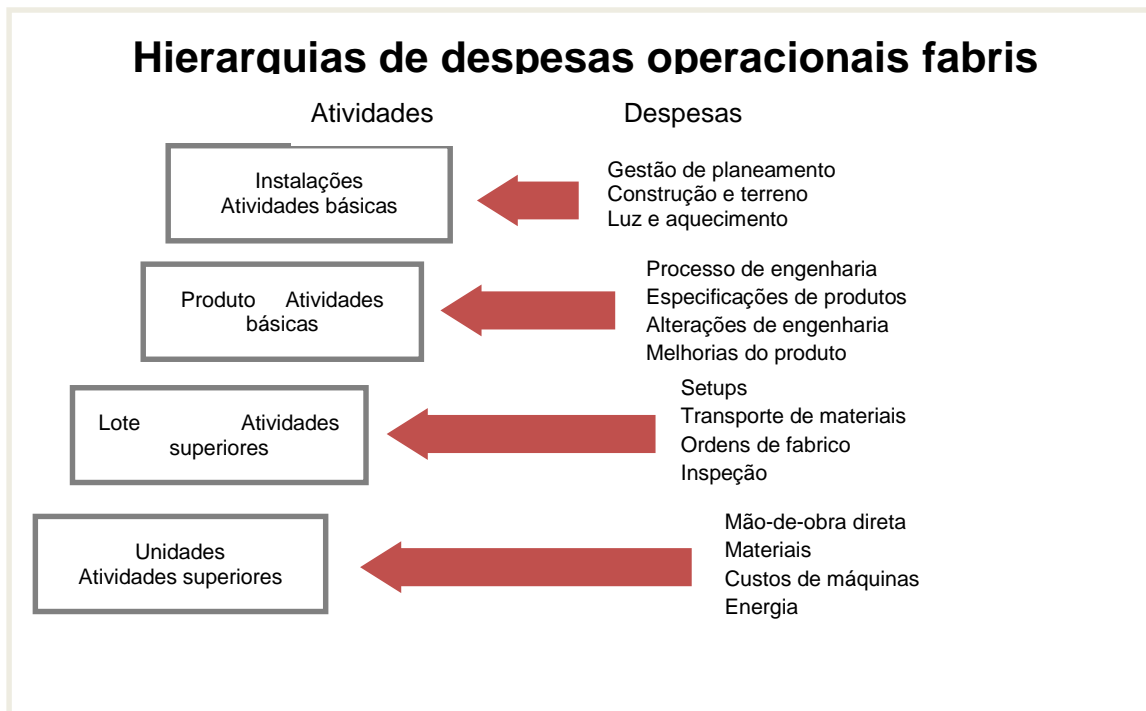 Hierarquias de despesas operacionais fabris
Atividades Despesas
Instalações
Atividades básicas
Gestão de planeamento
Construção e terreno
Luz e aquecimento
Produto Atividades
básicas
Processo de engenharia
Especificações de produtos
Alterações de engenharia
Melhorias do produto
Lote Atividades
superiores
Setups
Transporte de materiais
Ordens de fabrico
Inspeção
Unidades
Atividades superiores
Mão-de-obra direta
Materiais
Custos de máquinas
Energia